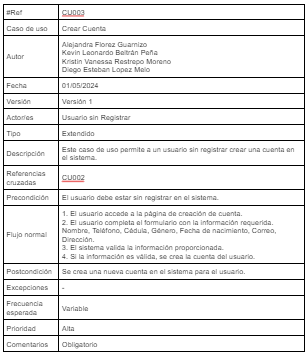 #Ref CU003
Caso de uso Crear Cuenta
Autor
Alejandra Florez Guarnizo
Kevin Leonardo Beltrán Peña
Kristin Vanessa Restrepo Moreno
Diego Esteban Lopez Melo
Fecha 01/05/2024
Versión Versión 1
Actor/es Usuario sin Registrar
Tipo Extendido
Descripción
Este caso de uso permite a un usuario sin registrar crear una cuenta en
el sistema.
Referencias
cruzadas
CU002
Precondición El usuario debe estar sin registrar en el sistema.
Flujo normal
1. El usuario accede a la página de creación de cuenta.
2. El usuario completa el formulario con la información requerida.
Nombre, Teléfono, Cédula, Género, Fecha de nacimiento, Correo,
Dirección.
3. El sistema valida la información proporcionada.
4. Si la información es válida, se crea la cuenta del usuario.
Postcondición Se crea una nueva cuenta en el sistema para el usuario.
Excepciones -
Frecuencia
esperada
Variable
Prioridad Alta
Comentarios Obligatorio